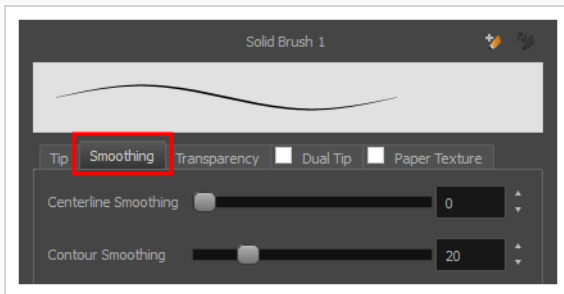 Solid Brush 1
Tip Smoothing Transparency Dual Tip Paper Texture
Centerline Smoothing 0
Contour Smoothing 20